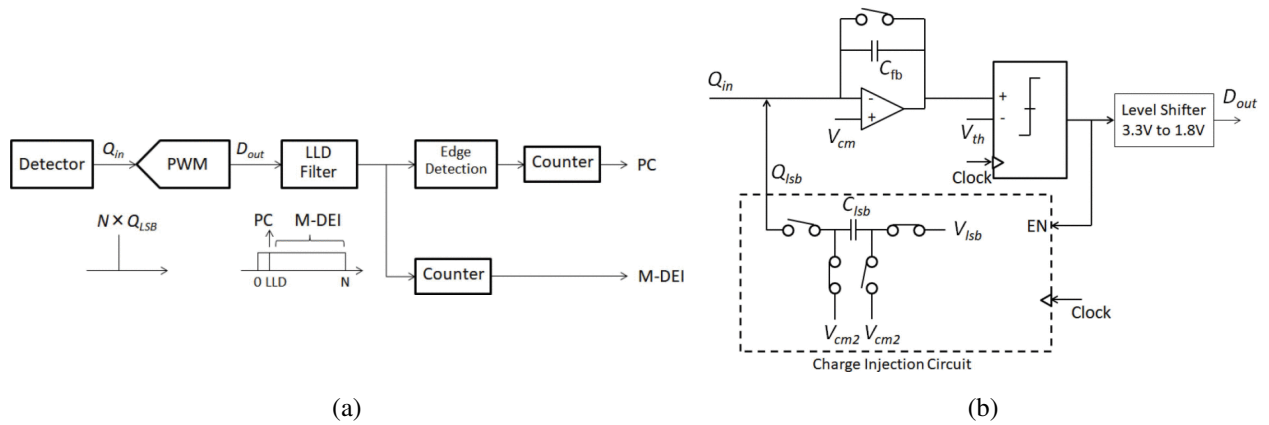 Detector
Q_in
PWM
D_out
LLD
Filter
Edge
Detection
Counter
PC
N × Q_LSB
PC M-DEI
0 LLD N
Counter
M-DEI
(a)
Q_in
C_fb
-
+
V_cm
+
-
V_th
Clock
Level Shifter
3.3V to 1.8V
D_out
Q_lsb
C_lsb
V_lsb
EN
Clock
V_cm2 V_cm2
Charge Injection Circuit
(b)